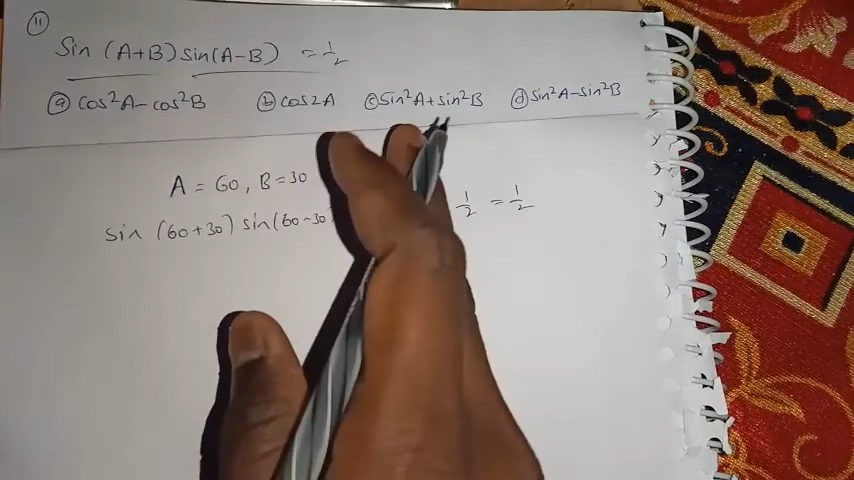 11
Sin (A+B) sin(A-B) = 1/2
(a) cos²A-cos²B (b) cos2A (c) sin²A+sin²B (d) sin²A-sin²B
A = 60, B = 30
sin (60+30) sin(60-30 1/2 = 1/2